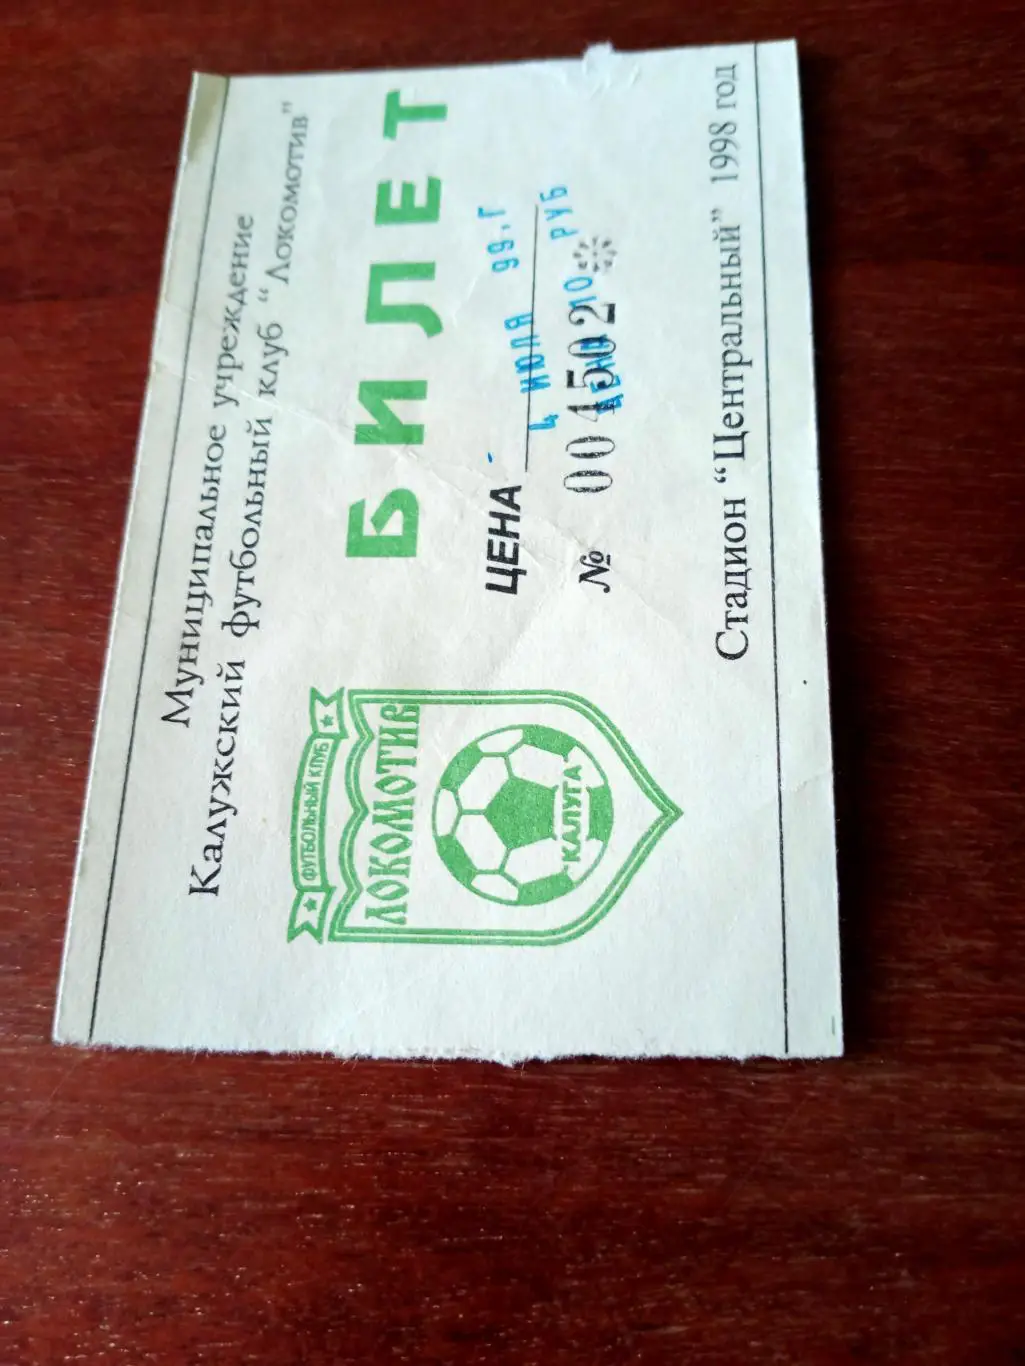 Муниципальное учреждение
Калужский футбольный клуб “Локомотив”
БИЛЕТ
ЦЕНА
4 ИЮЛЯ 99.Г
ЦЕНА 10 РУБ
№ 004502
ФУТБОЛЬНЫЙ КЛУБ
ЛОКОМОТИВ
КАЛУГА
Стадион “Центральный” 1998 год